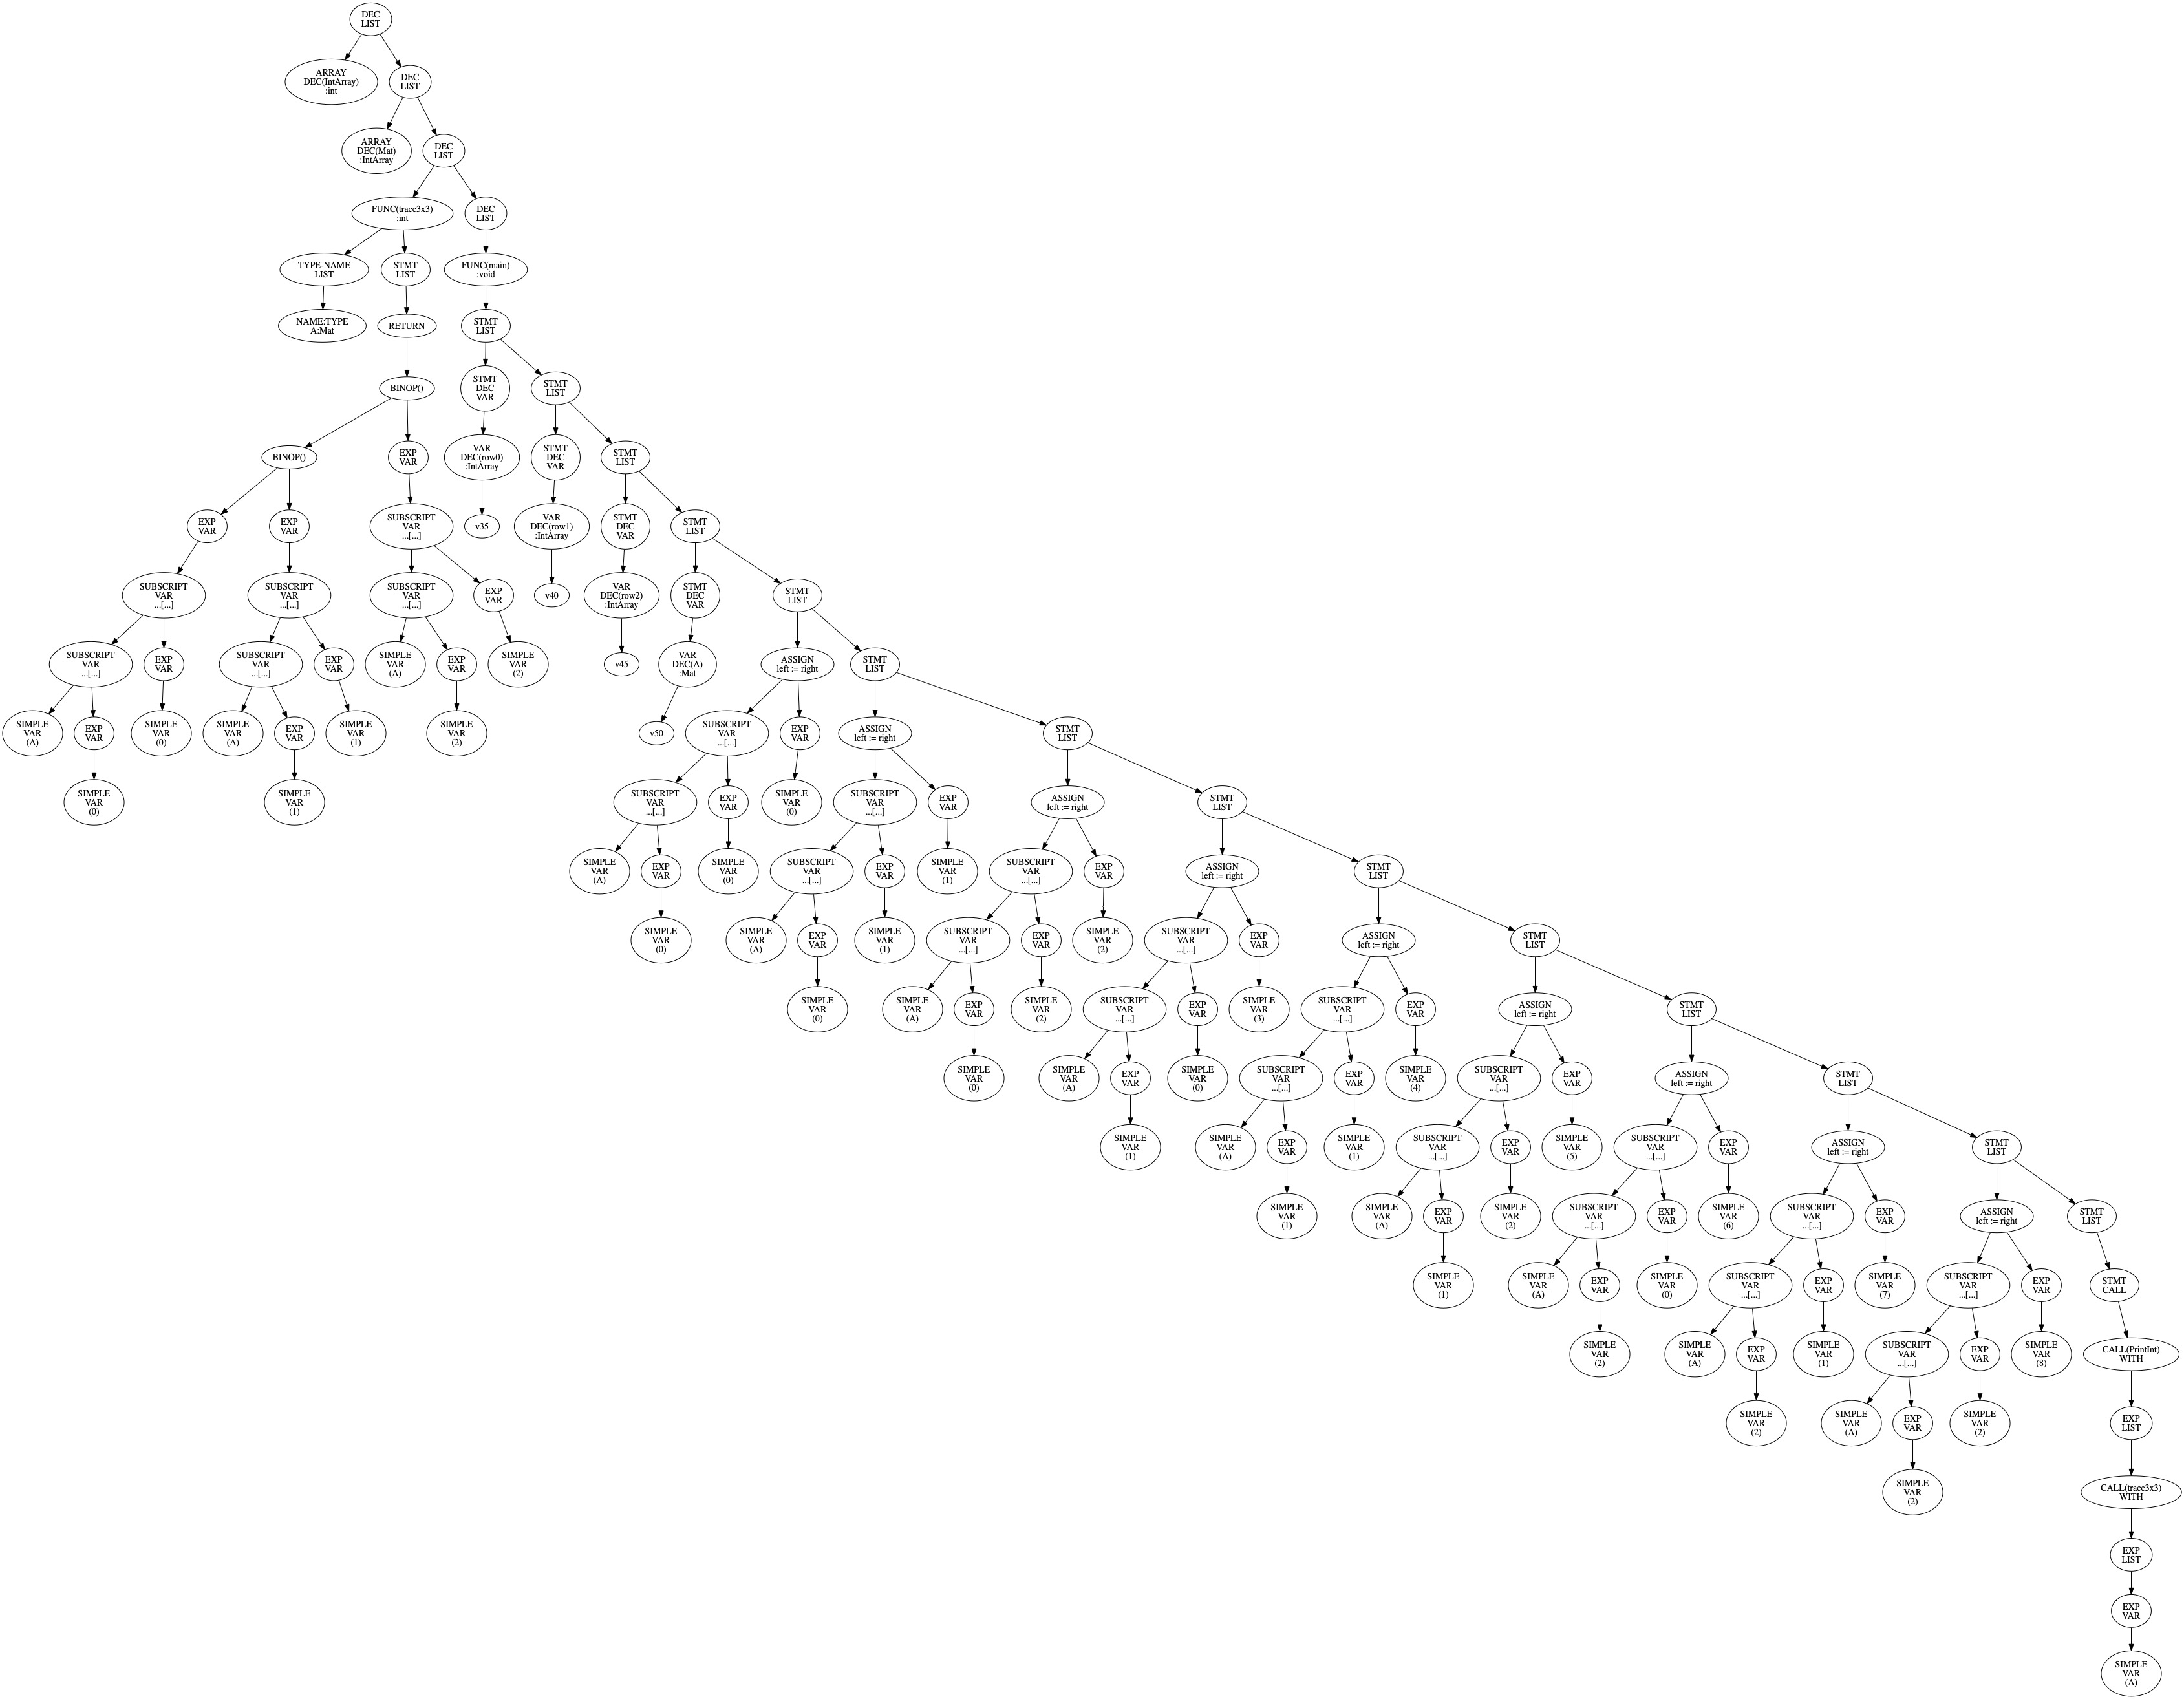 DEC
LIST
ARRAY
DEC(IntArray)
:int
DEC
LIST
ARRAY
DEC(Mat)
:IntArray
DEC
LIST
FUNC(trace3x3)
:int
DEC
LIST
TYPE-NAME
LIST
STMT
LIST
FUNC(main)
:void
NAME:TYPE
A:Mat
RETURN
STMT
LIST
BINOP()
STMT
DEC
VAR
STMT
LIST
BINOP()
EXP
VAR
VAR
DEC(row0)
:IntArray
STMT
DEC
VAR
STMT
LIST
EXP
VAR
EXP
VAR
SUBSCRIPT
VAR
...[...]
v35
VAR
DEC(row1)
:IntArray
STMT
DEC
VAR
STMT
LIST
SUBSCRIPT
VAR
...[...]
SUBSCRIPT
VAR
...[...]
SUBSCRIPT
VAR
...[...]
EXP
VAR
v40
VAR
DEC(row2)
:IntArray
STMT
DEC
VAR
STMT
LIST
SUBSCRIPT
VAR
...[...]
EXP
VAR
SUBSCRIPT
VAR
...[...]
EXP
VAR
SIMPLE
VAR
(A)
EXP
VAR
SIMPLE
VAR
(2)
v45
VAR
DEC(A)
:Mat
ASSIGN
left := right
STMT
LIST
SIMPLE
VAR
(A)
EXP
VAR
SIMPLE
VAR
(0)
SIMPLE
VAR
(A)
EXP
VAR
SIMPLE
VAR
(1)
SIMPLE
VAR
(2)
v50
SUBSCRIPT
VAR
...[...]
EXP
VAR
ASSIGN
left := right
STMT
LIST
SIMPLE
VAR
(0)
SIMPLE
VAR
(1)
SUBSCRIPT
VAR
...[...]
EXP
VAR
SIMPLE
VAR
(0)
SUBSCRIPT
VAR
...[...]
EXP
VAR
ASSIGN
left := right
STMT
LIST
SIMPLE
VAR
(A)
EXP
VAR
SIMPLE
VAR
(0)
SUBSCRIPT
VAR
...[...]
EXP
VAR
SIMPLE
VAR
(1)
SUBSCRIPT
VAR
...[...]
EXP
VAR
ASSIGN
left := right
STMT
LIST
SIMPLE
VAR
(0)
SIMPLE
VAR
(A)
EXP
VAR
SIMPLE
VAR
(1)
SUBSCRIPT
VAR
...[...]
EXP
VAR
SIMPLE
VAR
(2)
SUBSCRIPT
VAR
...[...]
EXP
VAR
ASSIGN
left := right
STMT
LIST
SIMPLE
VAR
(0)
SIMPLE
VAR
(A)
EXP
VAR
SIMPLE
VAR
(2)
SUBSCRIPT
VAR
...[...]
EXP
VAR
SIMPLE
VAR
(3)
SUBSCRIPT
VAR
...[...]
EXP
VAR
ASSIGN
left := right
STMT
LIST
SIMPLE
VAR
(0)
SIMPLE
VAR
(A)
EXP
VAR
SIMPLE
VAR
(0)
SUBSCRIPT
VAR
...[...]
EXP
VAR
SIMPLE
VAR
(4)
SUBSCRIPT
VAR
...[...]
EXP
VAR
ASSIGN
left := right
STMT
LIST
SIMPLE
VAR
(1)
SIMPLE
VAR
(A)
EXP
VAR
SIMPLE
VAR
(1)
SUBSCRIPT
VAR
...[...]
EXP
VAR
SIMPLE
VAR
(5)
SUBSCRIPT
VAR
...[...]
EXP
VAR
ASSIGN
left := right
STMT
LIST
SIMPLE
VAR
(1)
SIMPLE
VAR
(A)
EXP
VAR
SIMPLE
VAR
(2)
SUBSCRIPT
VAR
...[...]
EXP
VAR
SIMPLE
VAR
(6)
SUBSCRIPT
VAR
...[...]
EXP
VAR
ASSIGN
left := right
STMT
LIST
SIMPLE
VAR
(1)
SIMPLE
VAR
(A)
EXP
VAR
SIMPLE
VAR
(0)
SUBSCRIPT
VAR
...[...]
EXP
VAR
SIMPLE
VAR
(7)
SUBSCRIPT
VAR
...[...]
EXP
VAR
STMT
CALL
SIMPLE
VAR
(2)
SIMPLE
VAR
(A)
EXP
VAR
SIMPLE
VAR
(1)
SUBSCRIPT
VAR
...[...]
EXP
VAR
SIMPLE
VAR
(8)
CALL(PrintInt)
WITH
SIMPLE
VAR
(2)
SIMPLE
VAR
(A)
EXP
VAR
SIMPLE
VAR
(2)
EXP
LIST
SIMPLE
VAR
(2)
CALL(trace3x3)
WITH
EXP
LIST
EXP
VAR
SIMPLE
VAR
(A)